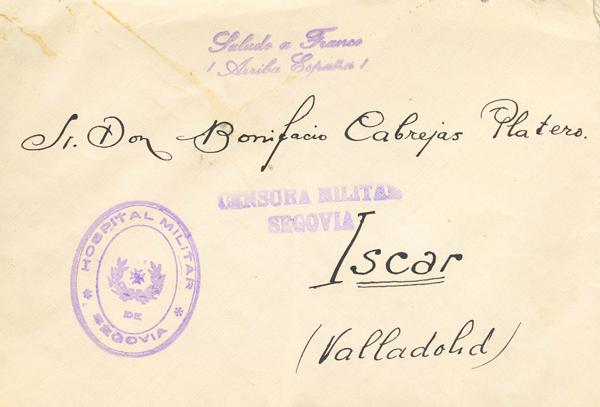 Saludo a Franco
¡ Arriba España !
Sr. Don Bonifacio Cabrejas Platero.
CENSURA MILITAR
SEGOVIA
Iscar
HOSPITAL MILITAR
DE
SEGOVIA
(Valladolid)